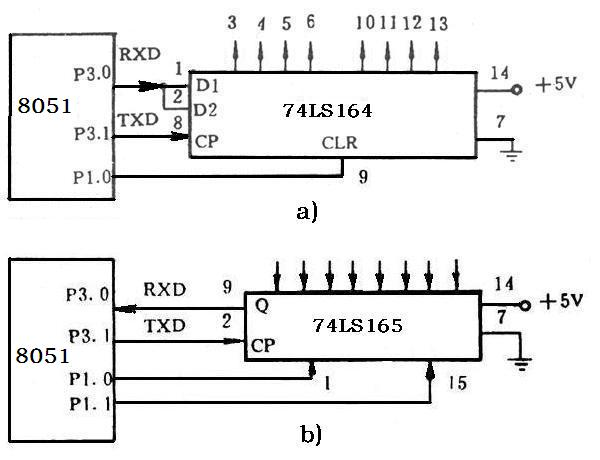 3 4 5 6 10 11 12 13
RXD
P3.0 1 D1 14 +5V
8051 2 D2 74LS164
TXD 8 7
P3.1 CP CLR
P1.0 9
a)
P3.0 RXD 9 Q 14 +5V
TXD 2 74LS165 7
P3.1 CP
8051
P1.0 1 15
P1.1
b)